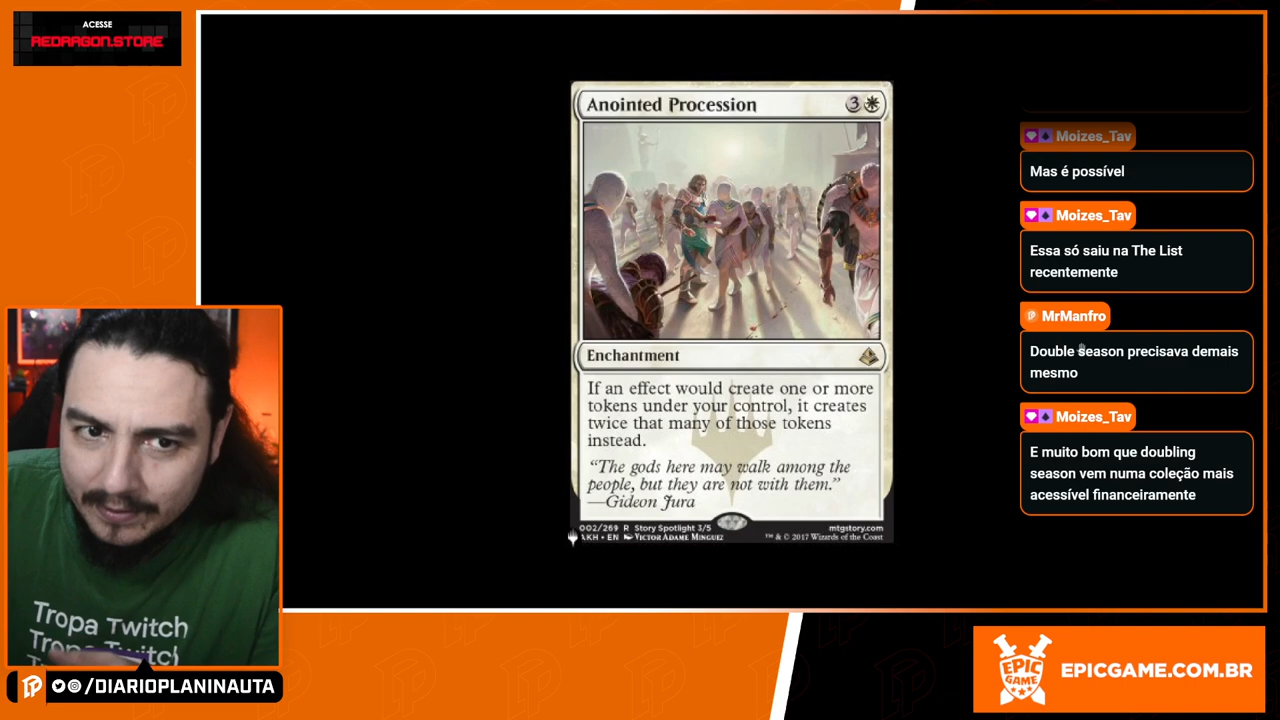 ACESSE
REDRAGON.STORE
Anointed Procession 3
Enchantment
If an effect would create one or more
tokens under your control, it creates
twice that many of those tokens
instead.
“The gods here may walk among the
people, but they are not with them.”
—Gideon Jura
002/269 R Story Spotlight 3/5
mtgstory.com
AKH • EN Victor Adame Minguez
™ & © 2017 Wizards of the Coast
Moizes_Tav
Mas é possível
Moizes_Tav
Essa só saiu na The List
recentemente
MrManfro
Double season precisava demais
mesmo
Moizes_Tav
E muito bom que doubling
season vem numa coleção mais
acessível financeiramente
Tropa Twitch
Tropa Twitch
/DIARIOPLANINAUTA
EPIC
GAME
EPICGAME.COM.BR